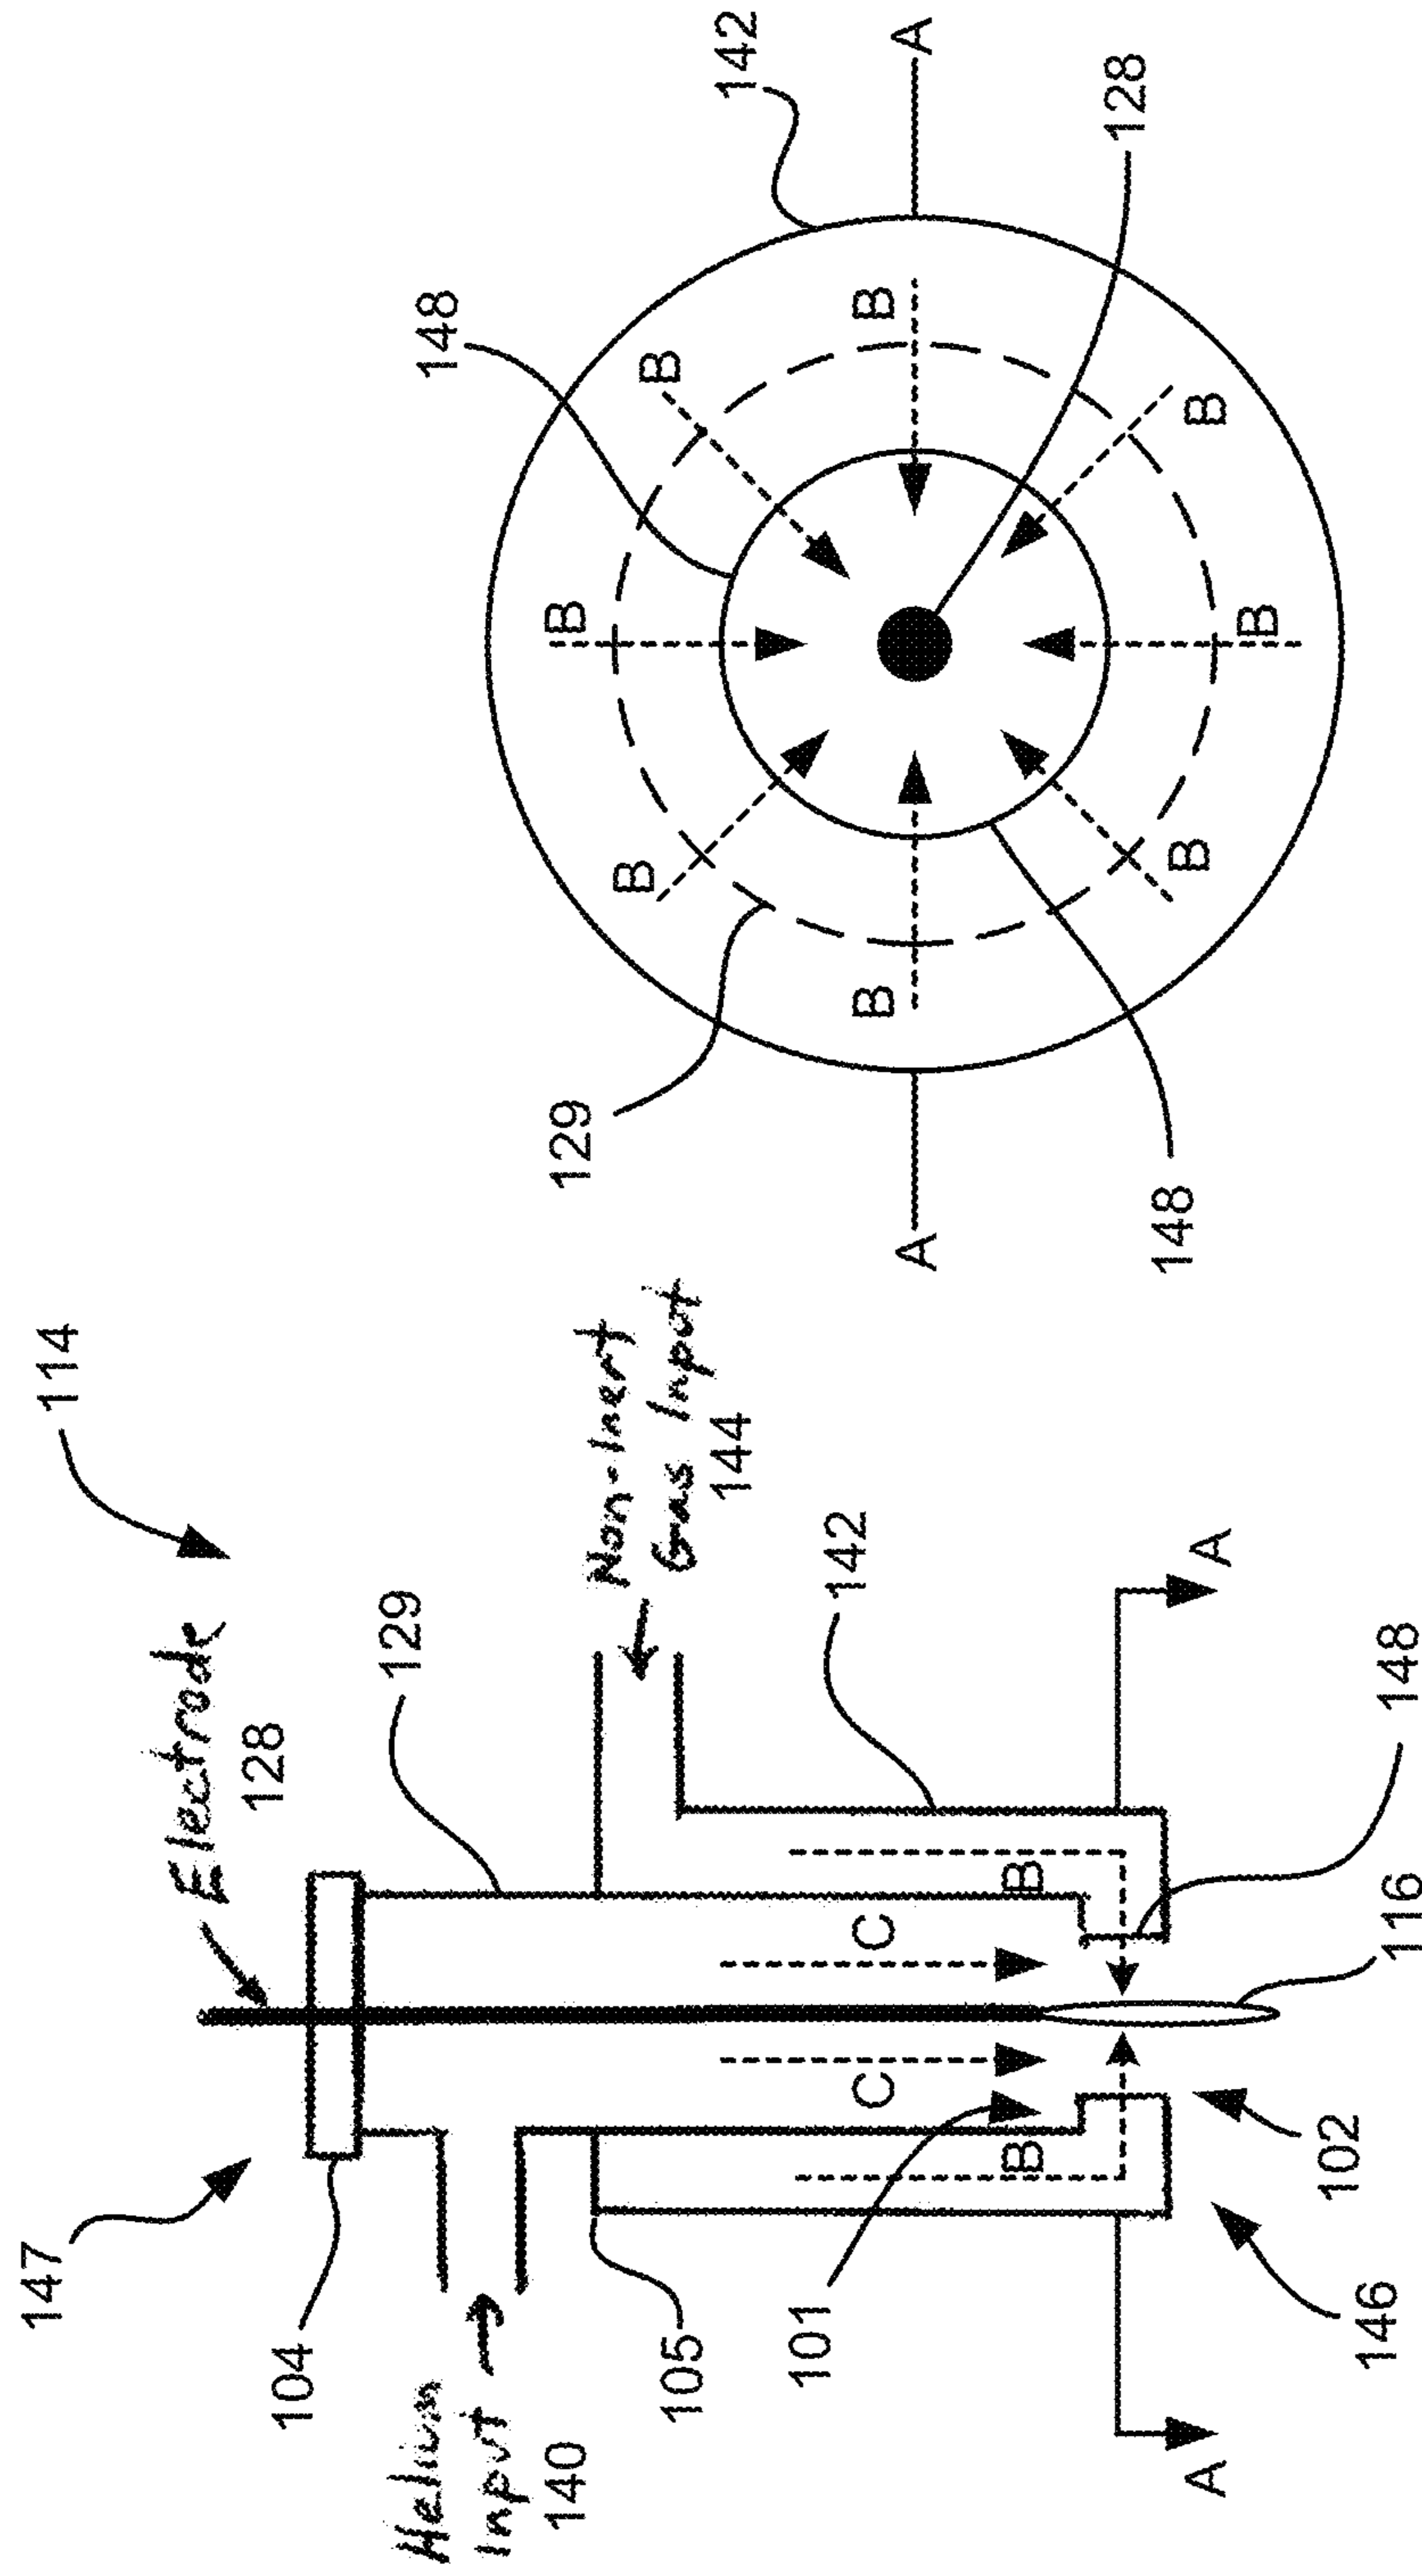 147
114
Electrode
128
104
129
Helium
Input
140
Non-Inert
Gas Input
144
105
101
142
C C
B B
A A
102
146
148
116
142
148
129
B
B
B
B
B
B
B
B
A A
128
148